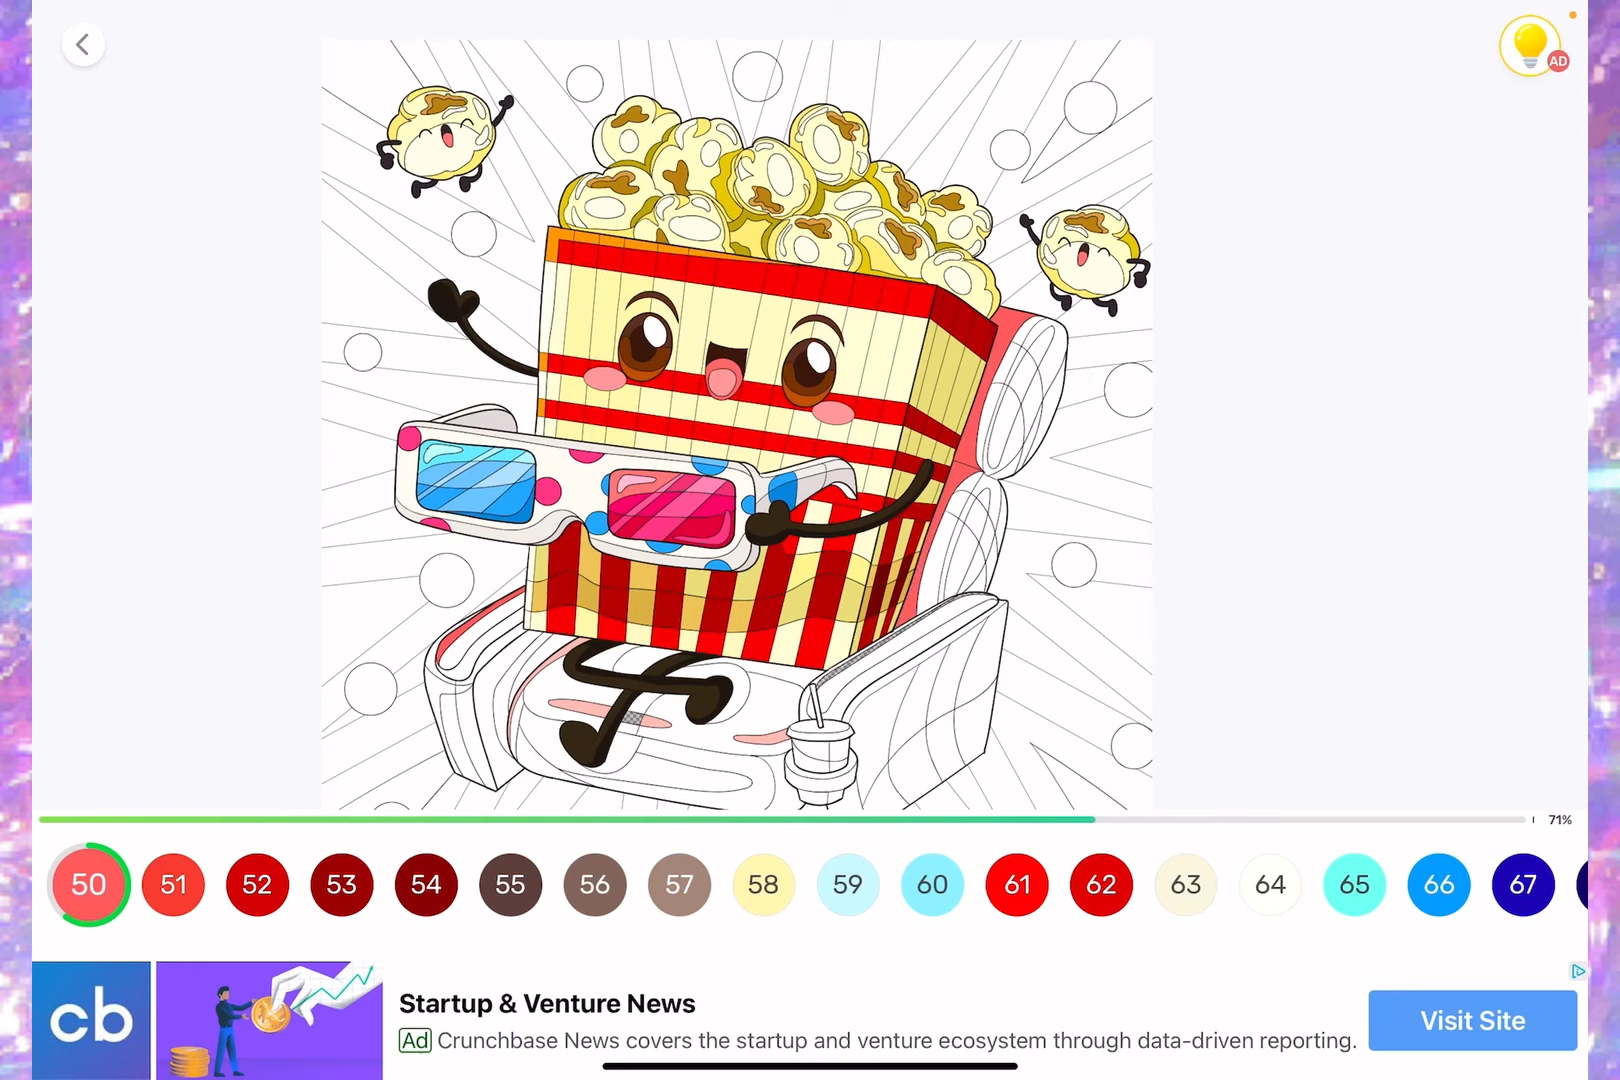 AD
71%
50 51 52 53 54 55 56 57 58 59 60 61 62 63 64 65 66 67
cb
Startup & Venture News
Ad Crunchbase News covers the startup and venture ecosystem through data-driven reporting.
Visit Site